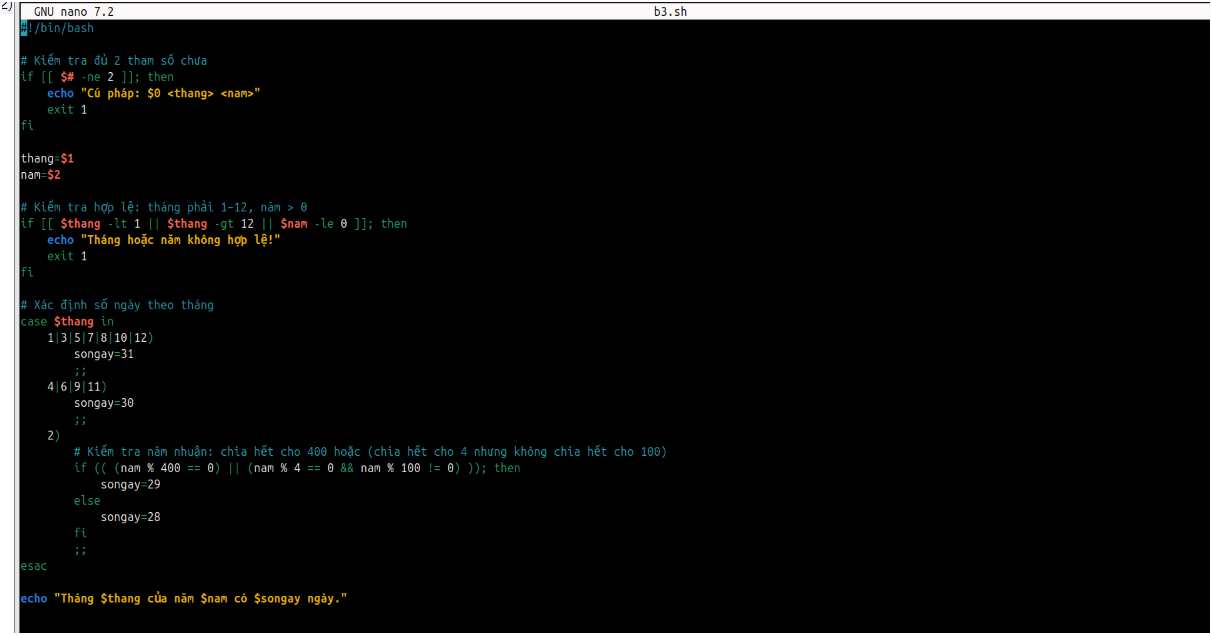 2)
GNU nano 7.2 b3.sh
#!/bin/bash
# Kiểm tra đủ 2 tham số chưa
if [[ $# -ne 2 ]]; then
    echo "Cú pháp: $0 <thang> <nam>"
    exit 1
fi
thang=$1
nam=$2
# Kiểm tra hợp lệ: tháng phải 1-12, năm > 0
if [[ $thang -lt 1 || $thang -gt 12 || $nam -le 0 ]]; then
    echo "Tháng hoặc năm không hợp lệ!"
    exit 1
fi
# Xác định số ngày theo tháng
case $thang in
    1|3|5|7|8|10|12)
        songay=31
        ;;
    4|6|9|11)
        songay=30
        ;;
    2)
        # Kiểm tra năm nhuận: chia hết cho 400 hoặc (chia hết cho 4 nhưng không chia hết cho 100)
        if (( (nam % 400 == 0) || (nam % 4 == 0 && nam % 100 != 0) )); then
            songay=29
        else
            songay=28
        fi
        ;;
esac
echo "Tháng $thang của năm $nam có $songay ngày."